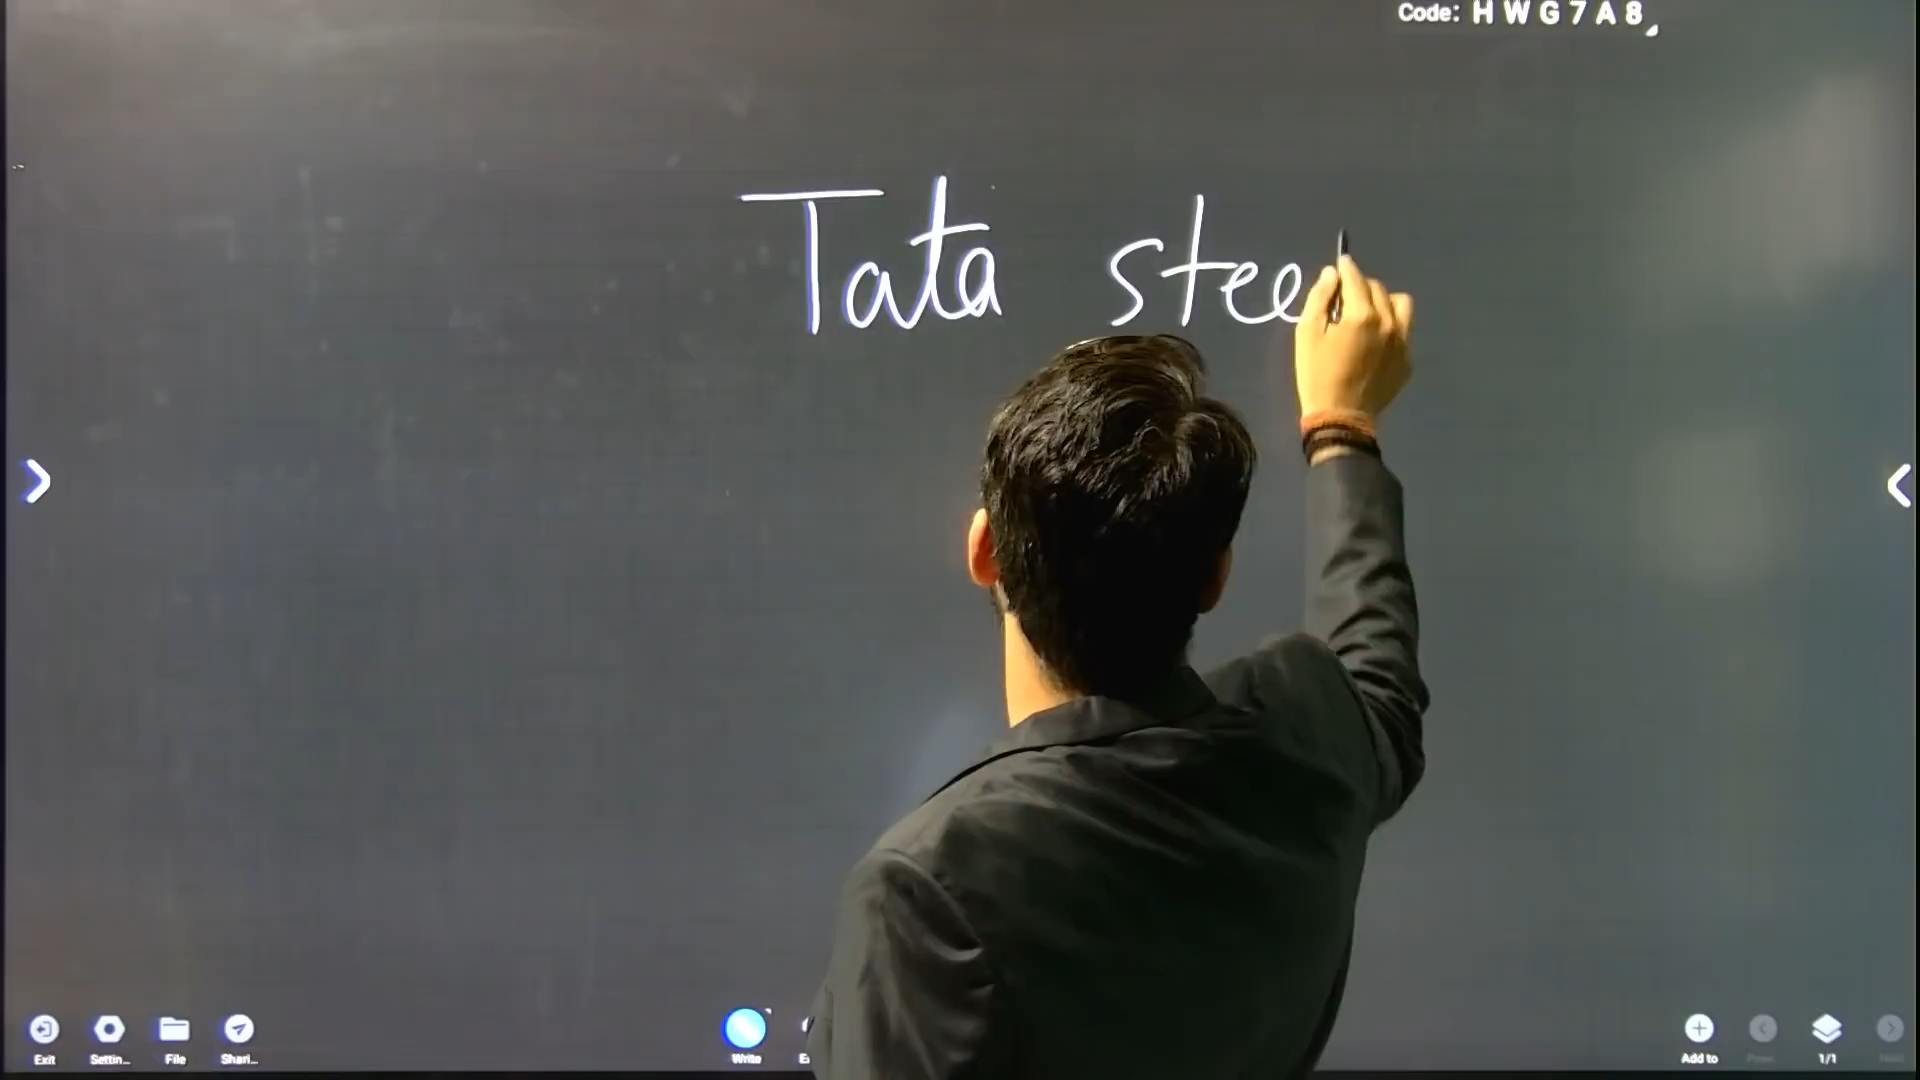 Code: HWG7A8
Tata stee
Exit
Settin...
File
Shari...
Write
Add to
1/1